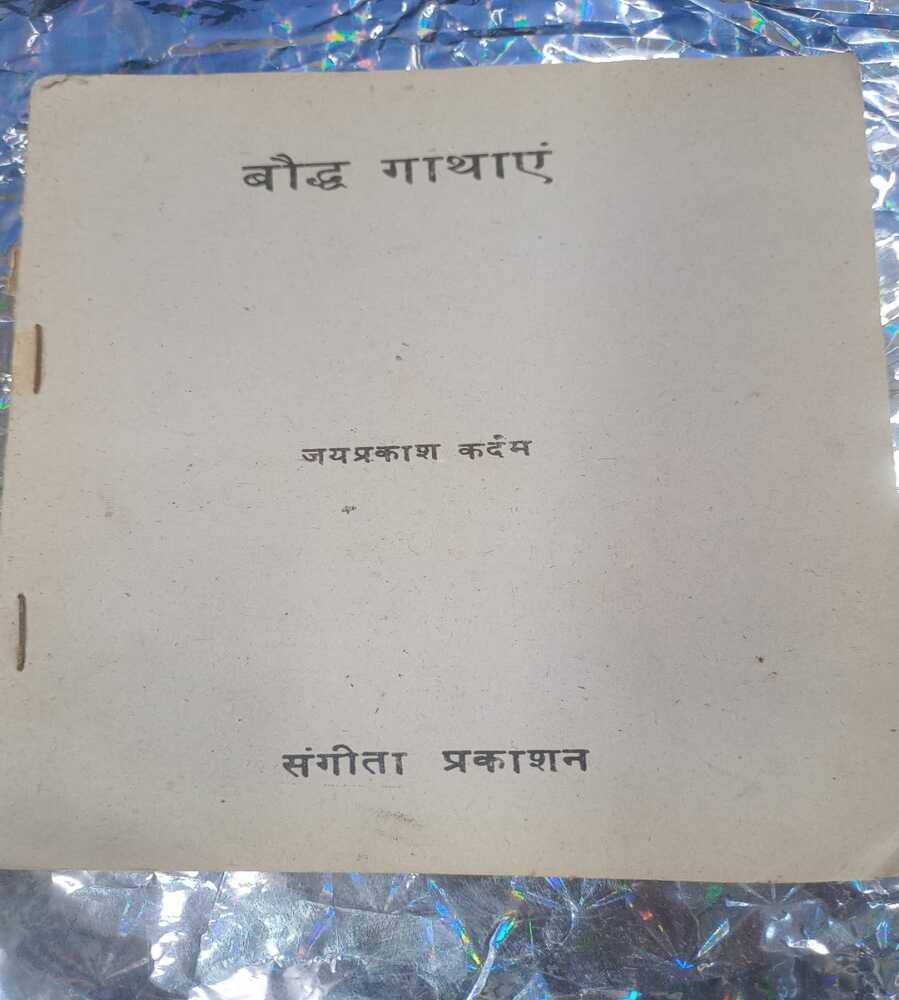 बौद्ध गाथाएं
जयप्रकाश कर्दम
संगीता प्रकाशन